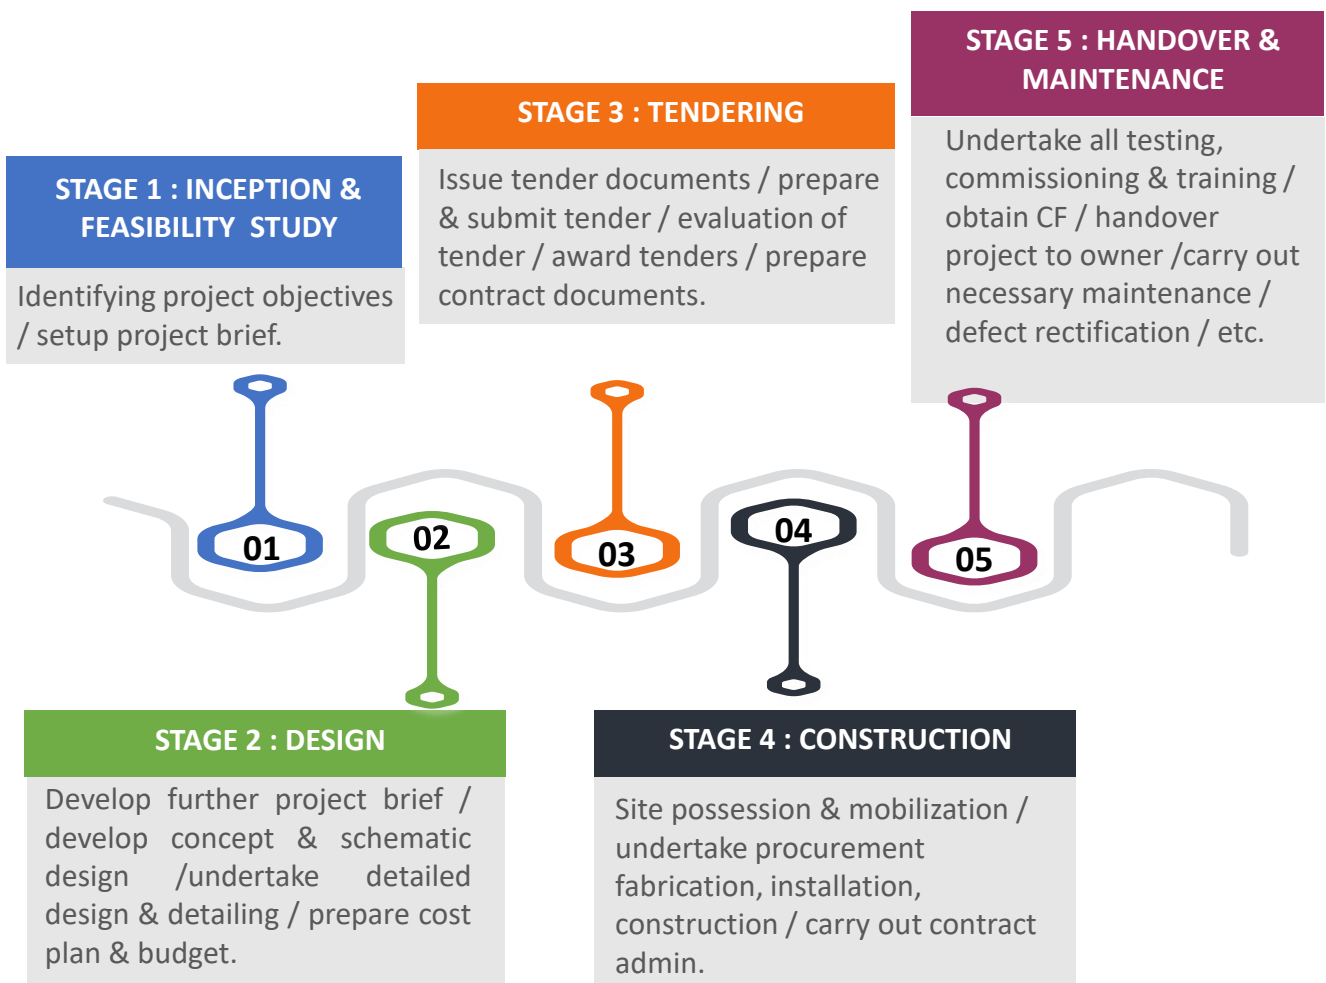 STAGE 1 : INCEPTION &
FEASIBILITY STUDY
Identifying project objectives
/ setup project brief.
STAGE 3 : TENDERING
Issue tender documents / prepare
& submit tender / evaluation of
tender / award tenders / prepare
contract documents.
STAGE 5 : HANDOVER &
MAINTENANCE
Undertake all testing,
commissioning & training /
obtain CF / handover
project to owner /carry out
necessary maintenance /
defect rectification / etc.
01
02
03
04
05
STAGE 2 : DESIGN
Develop further project brief /
develop concept & schematic
design /undertake detailed
design & detailing / prepare cost
plan & budget.
STAGE 4 : CONSTRUCTION
Site possession & mobilization /
undertake procurement
fabrication, installation,
construction / carry out contract
admin.